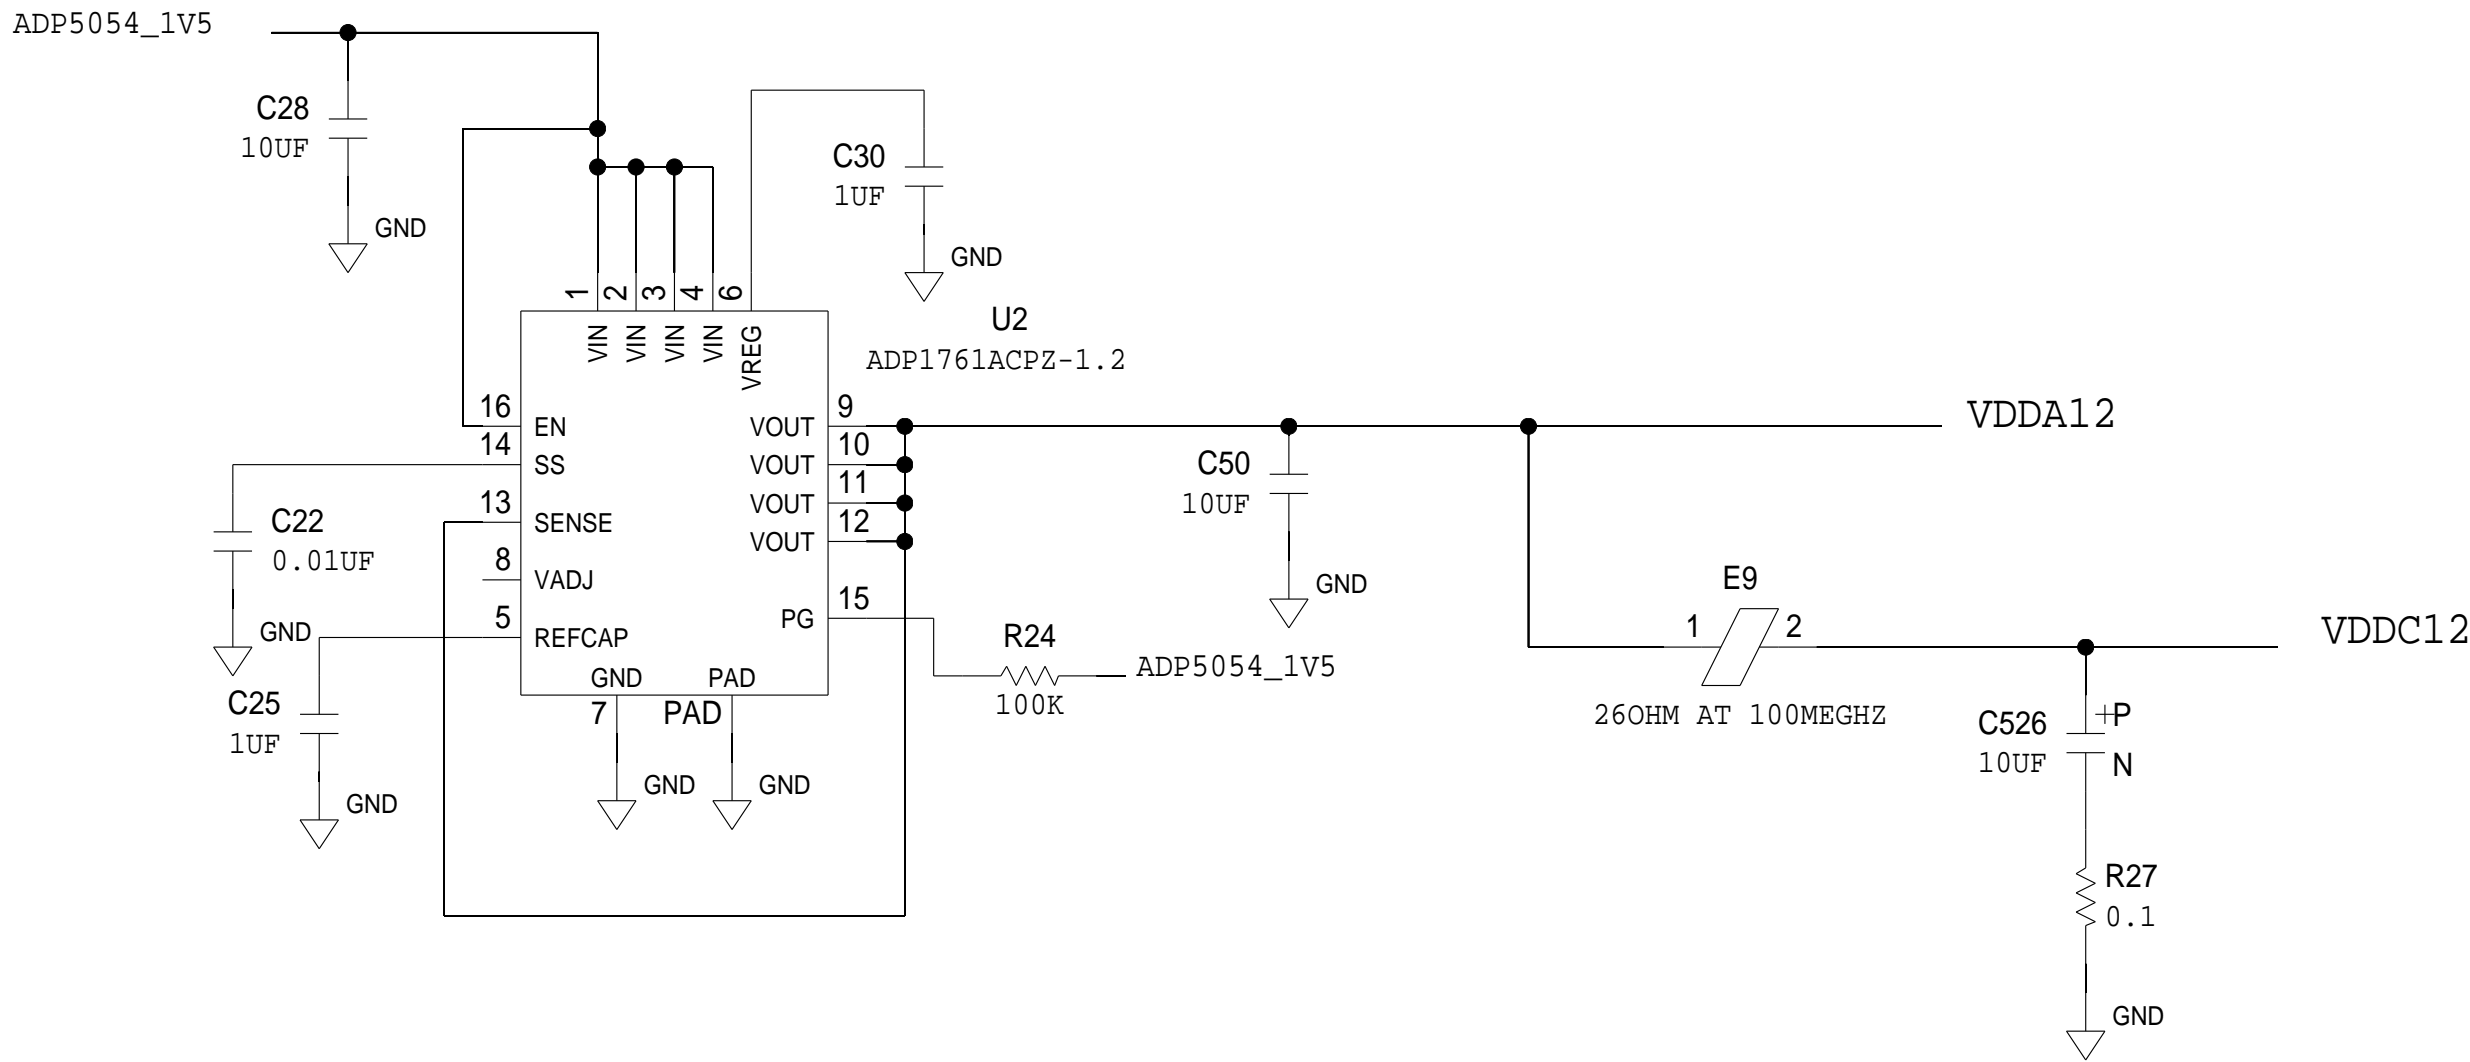 ADP5054_1V5
C28
10UF
GND
C30
1UF
GND
1 2 3 4 6
VIN VIN VIN VIN VREG
U2
ADP1761ACPZ-1.2
16 EN
14 SS
13 SENSE
8 VADJ
5 REFCAP
VOUT 9
VOUT 10
VOUT 11
VOUT 12
PG 15
GND PAD
7 PAD
GND GND
C22
0.01UF
GND
C25
1UF
GND
R24
100K
ADP5054_1V5
C50
10UF
GND
VDDA12
E9
1 2
26OHM AT 100MEGHZ
VDDC12
C526
10UF
+P
N
R27
0.1
GND